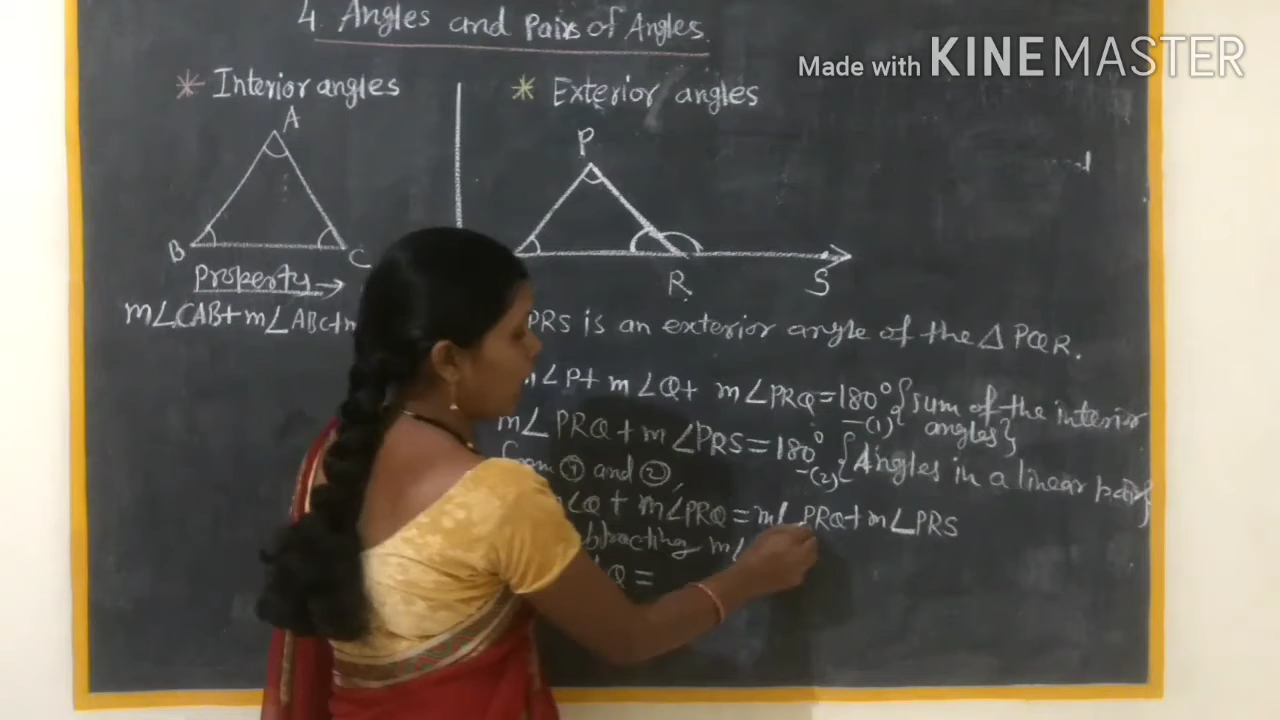 4. Angles and Pairs of Angles.
Made with KINEMASTER
* Interior angles
* Exterior angles
A
P
B
C
R
S
Property
m∠CAB+m∠ABC+m
PRS is an exterior angle of the △ PQR.
∠P+ m∠Q+ m∠PRQ=180° {sum of the interior angles}
-(1)
m∠PRQ+m∠PRS=180° {Angles in a linear pair}
-(2)
from ① and ②,
∠Q + m∠PRQ=m∠PRQ+m∠PRS
btracting m∠
Q =